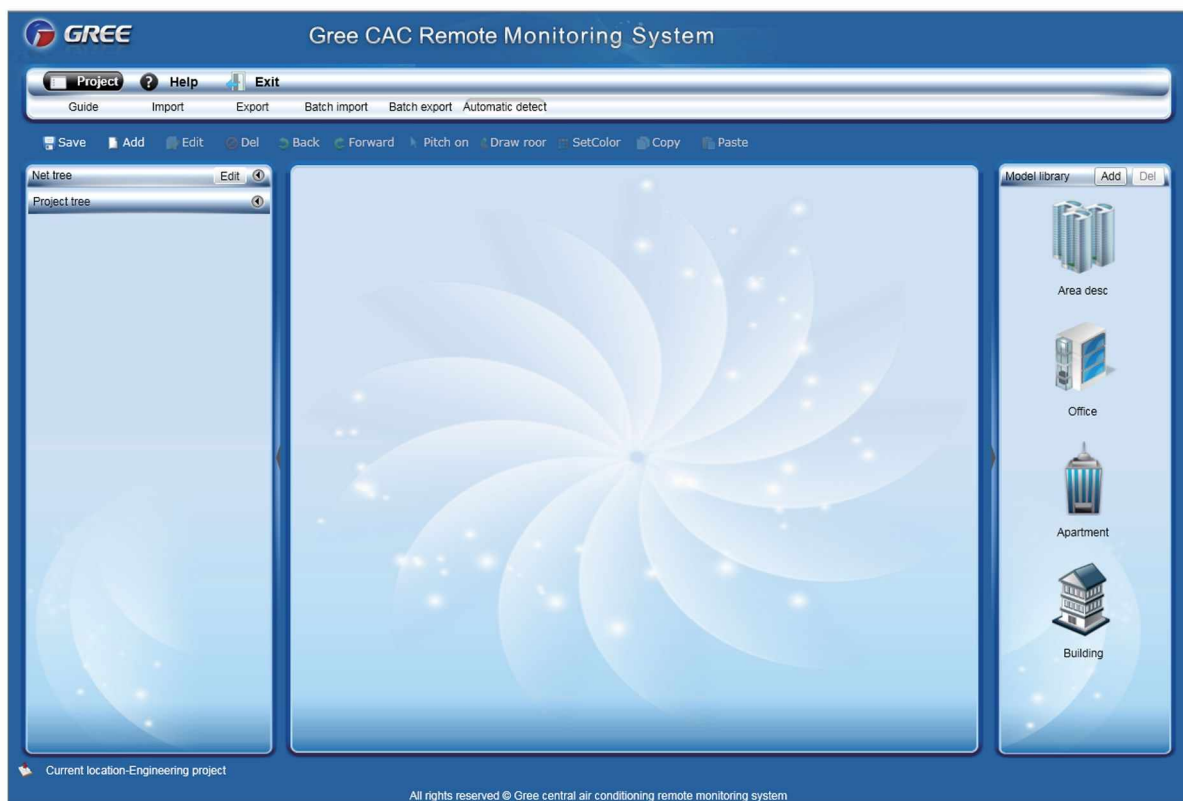 GREE
Gree CAC Remote Monitoring System
Project Help Exit
Guide Import Export Batch import Batch export Automatic detect
Save Add Edit Del Back Forward Pitch on Draw roor SetColor Copy Paste
Net tree Edit
Project tree
Model library Add Del
Area desc
Office
Apartment
Building
Current location-Engineering project
All rights reserved © Gree central air conditioning remote monitoring system